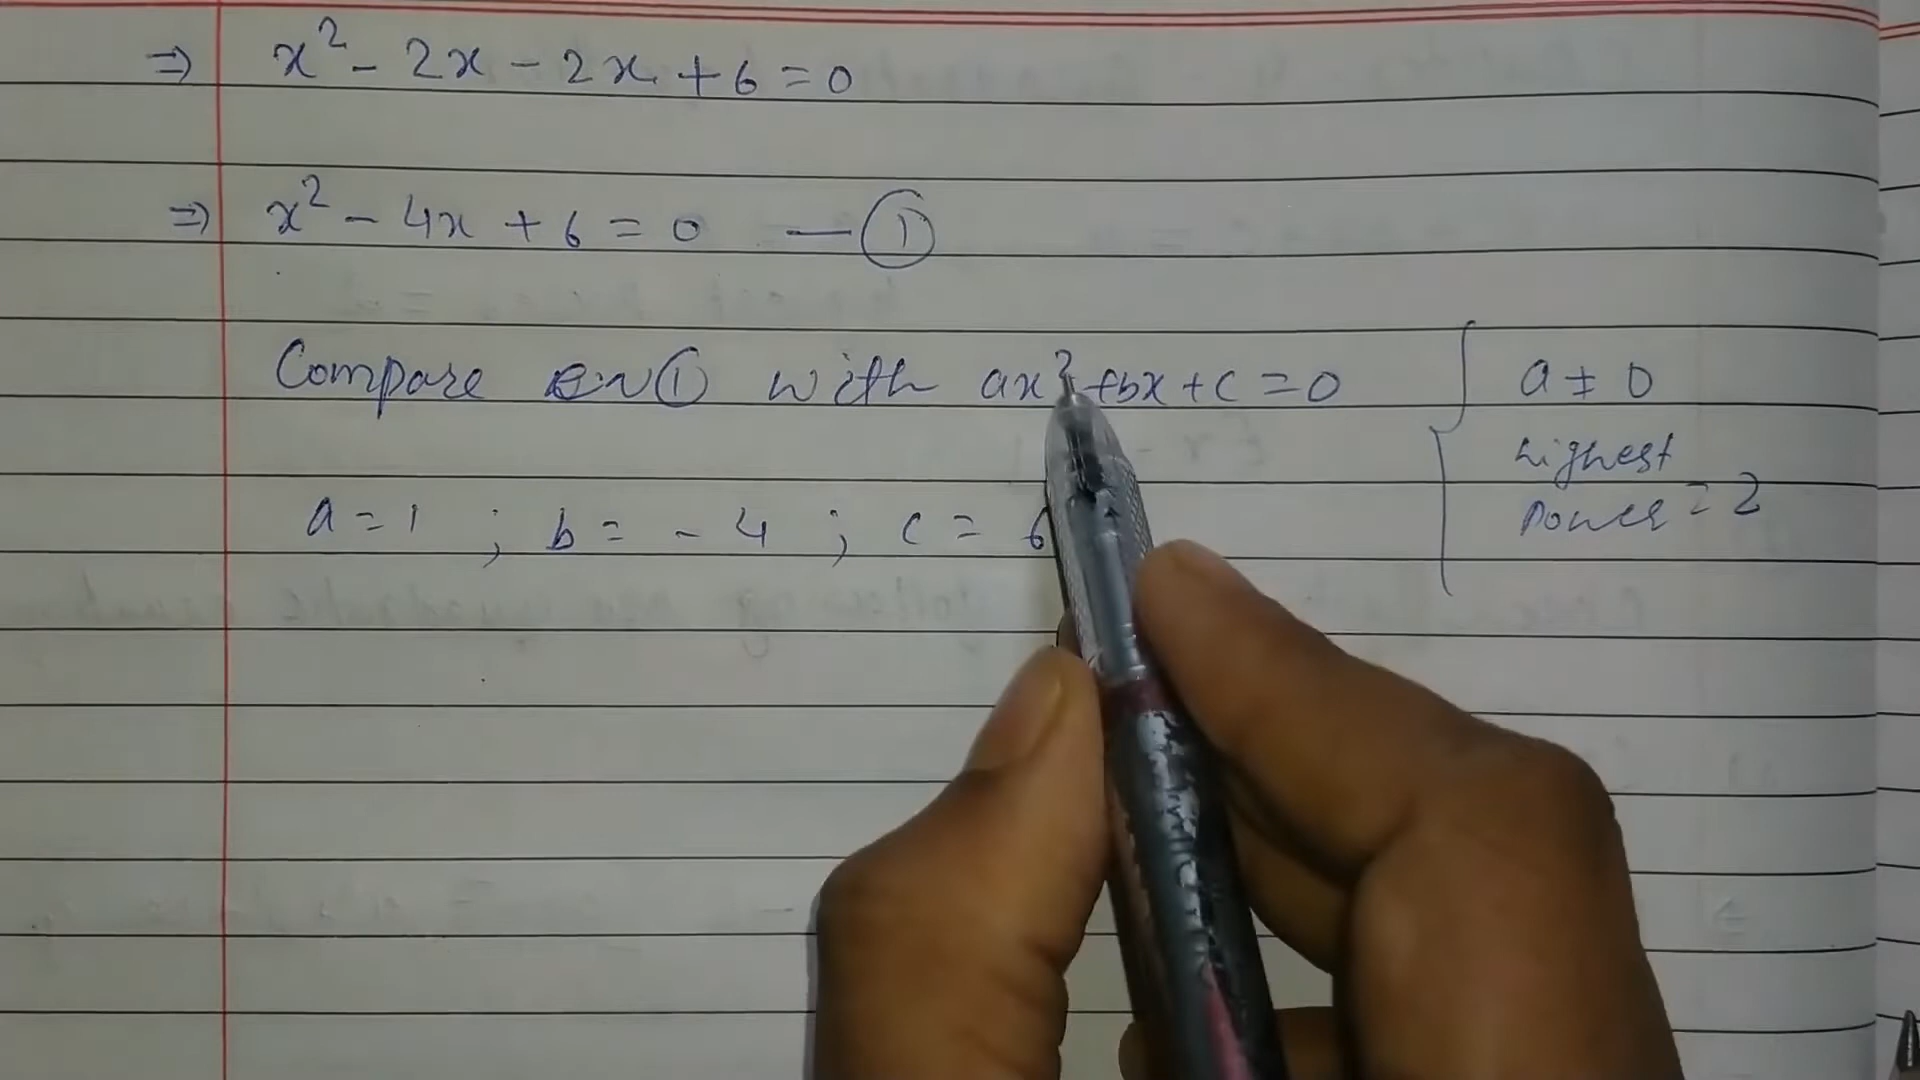 ⇒ x² - 2x - 2x + 6 = 0
⇒ x² - 4x + 6 = 0 — ①
Compare en ① with ax² + bx + c = 0
a ≠ 0
highest
power = 2
a = 1 ; b = - 4 ; c = 6